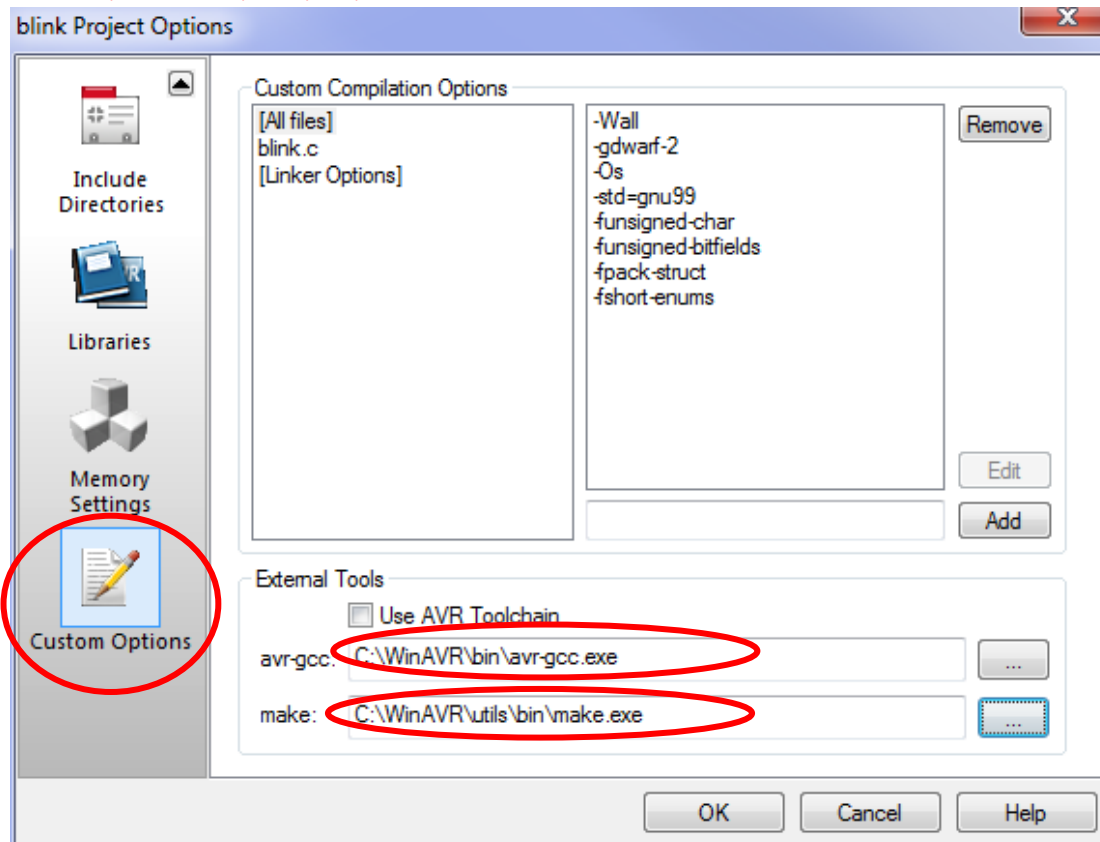 blink Project Options
Include
Directories
Libraries
Memory
Settings
Custom Options
Custom Compilation Options
[All files]
blink.c
[Linker Options]
-Wall
-gdwarf-2
-Os
-std=gnu99
-funsigned-char
-funsigned-bitfields
-fpack-struct
-fshort-enums
Remove
Edit
Add
External Tools
Use AVR Toolchain
avr-gcc: C:\WinAVR\bin\avr-gcc.exe ...
make: C:\WinAVR\utils\bin\make.exe ...
OK Cancel Help